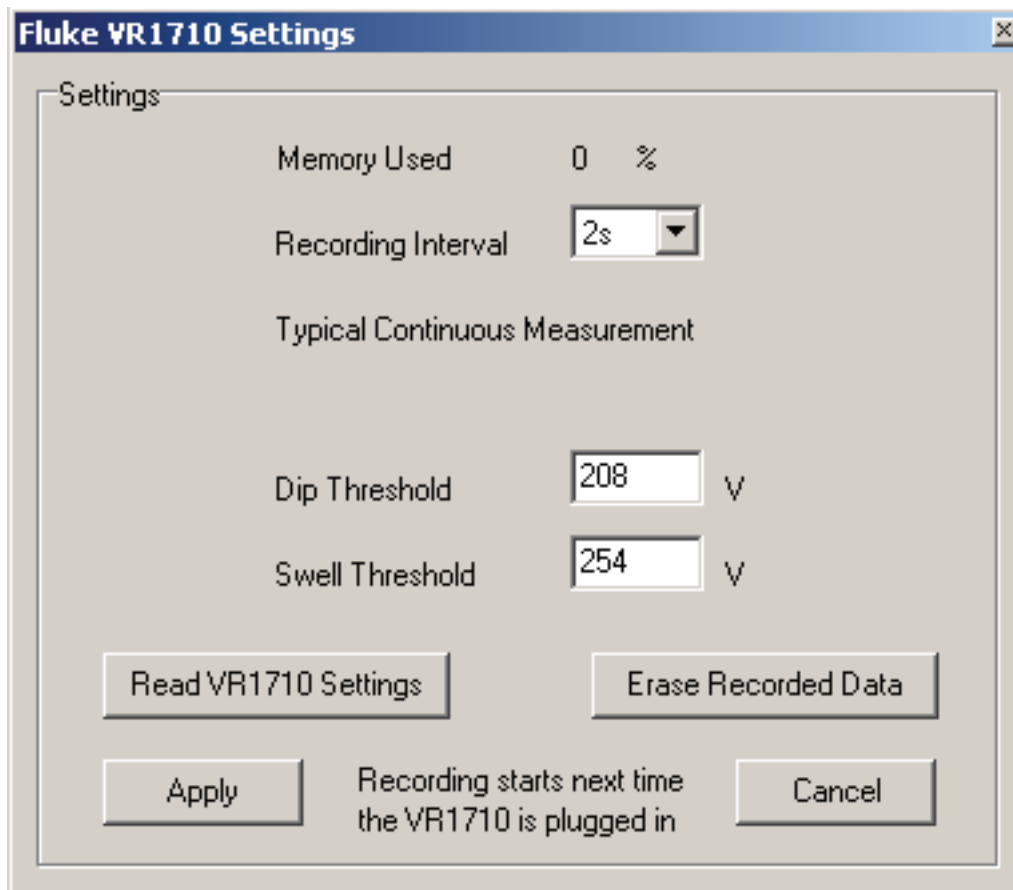 Fluke VR1710 Settings
Settings
Memory Used 0 %
Recording Interval 2s
Typical Continuous Measurement
Dip Threshold 208 V
Swell Threshold 254 V
Read VR1710 Settings Erase Recorded Data
Apply Recording starts next time Cancel
the VR1710 is plugged in